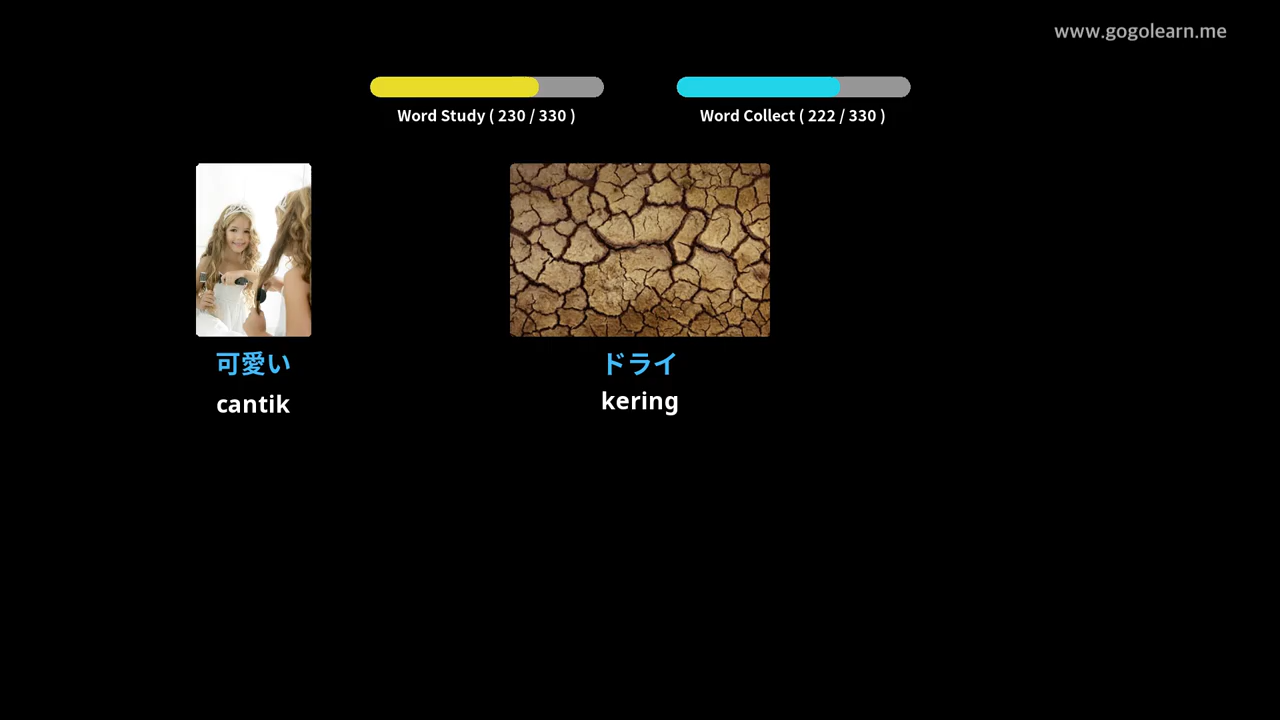 www.gogolearn.me
Word Study ( 230 / 330 )
Word Collect ( 222 / 330 )
可愛い
cantik
ドライ
kering